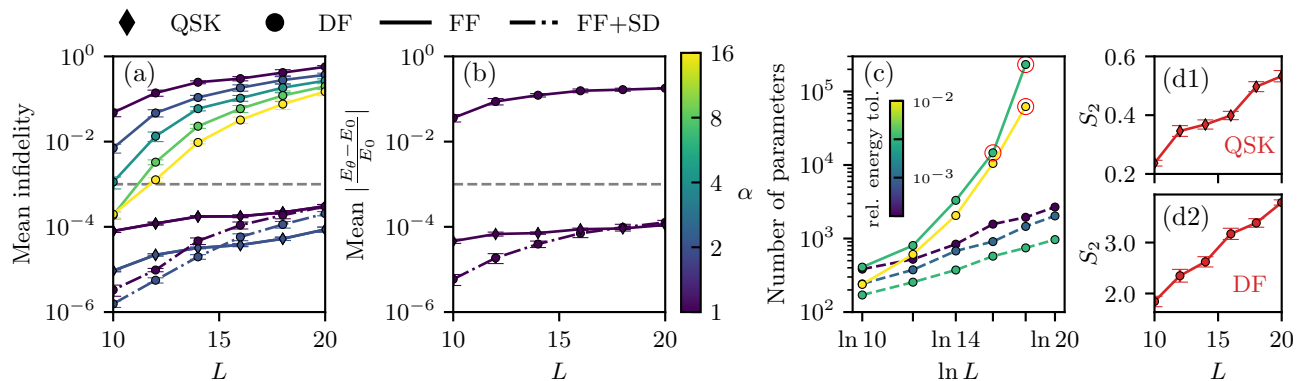 QSK DF FF FF+SD
(a)
Mean infidelity
10^0
10^-2
10^-4
10^-6
10 15 20
L
(b)
Mean |E_θ−E_0 / E_0|
10^0
10^-2
10^-4
10^-6
10 15 20
L
16
8
4
2
1
α
(c)
Number of parameters
10^5
10^4
10^3
10^2
rel. energy tol.
10^-2
10^-3
ln 10 ln 14 ln 20
ln L
(d1)
S_2
0.6
0.4
0.2
QSK
(d2)
S_2
3.0
2.0
DF
10 15 20
L